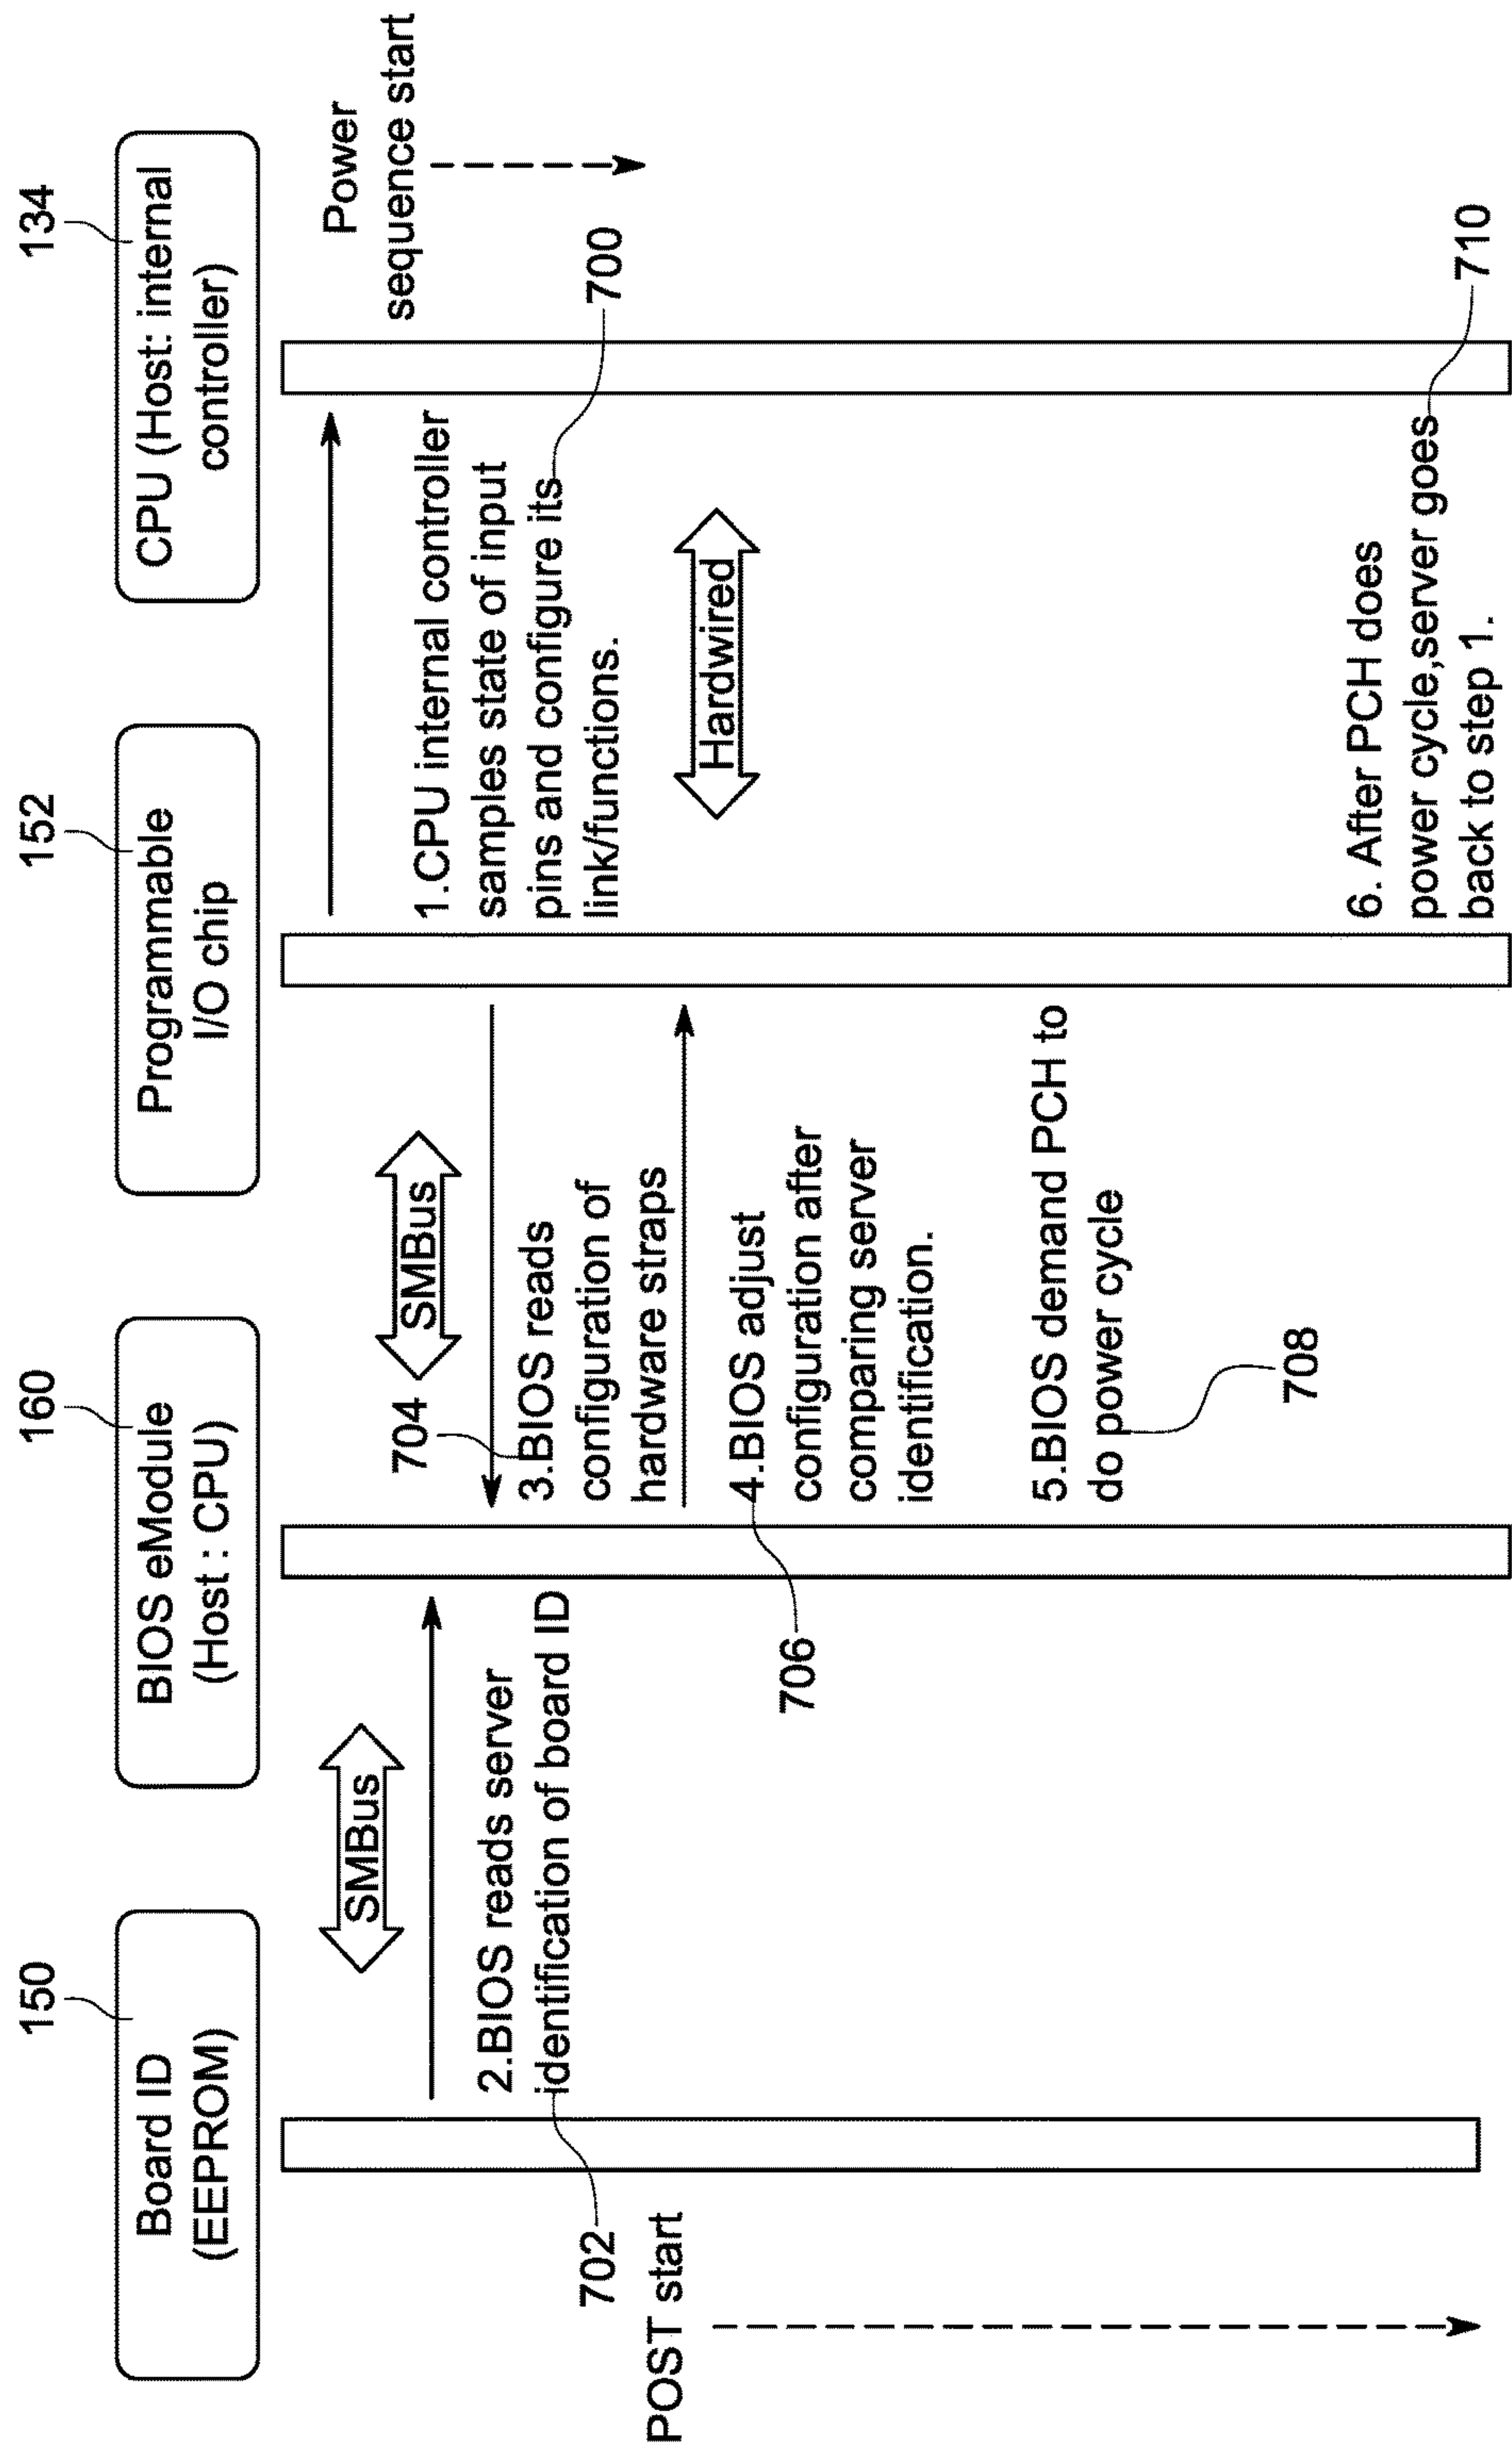 150
Board ID
(EEPROM)
160
BIOS eModule
(Host : CPU)
152
Programmable
I/O chip
134
CPU (Host: internal
controller)
Power
sequence start
1.CPU internal controller
samples state of input
pins and configure its
link/functions.
700
Hardwired
SMBus
2.BIOS reads server
identification of board ID
702
POST start
SMBus
704
3.BIOS reads
configuration of
hardware straps
4.BIOS adjust
configuration after
comparing server
identification.
706
5.BIOS demand PCH to
do power cycle
708
6. After PCH does
power cycle,server goes
back to step 1.
710